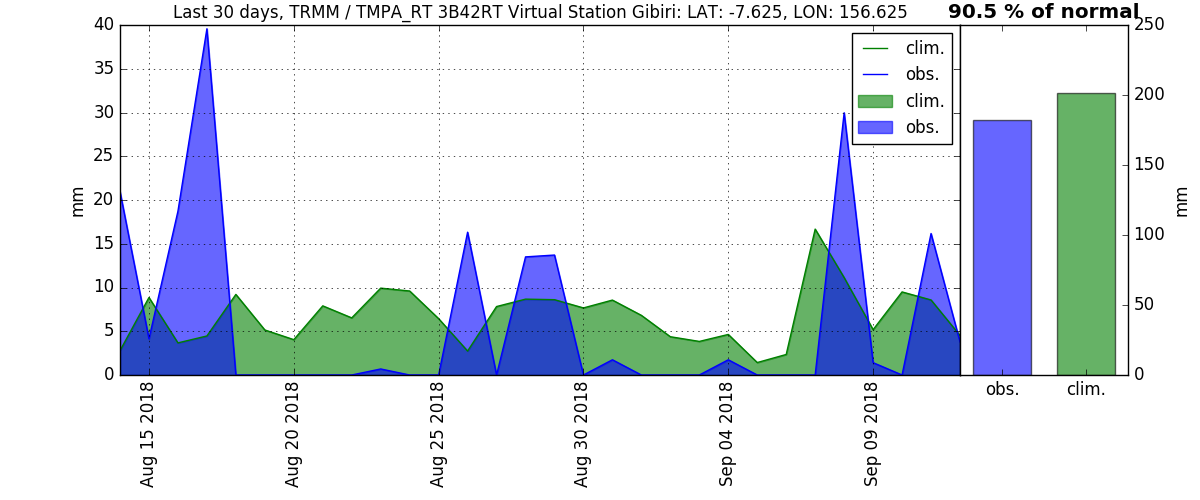 Last 30 days, TRMM / TMPA_RT 3B42RT Virtual Station Gibiri: LAT: -7.625, LON: 156.625
90.5 % of normal
40
35
30
25
20
15
10
5
0
mm
clim.
obs.
clim.
obs.
Aug 15 2018
Aug 20 2018
Aug 25 2018
Aug 30 2018
Sep 04 2018
Sep 09 2018
250
200
150
100
50
0
mm
obs.
clim.